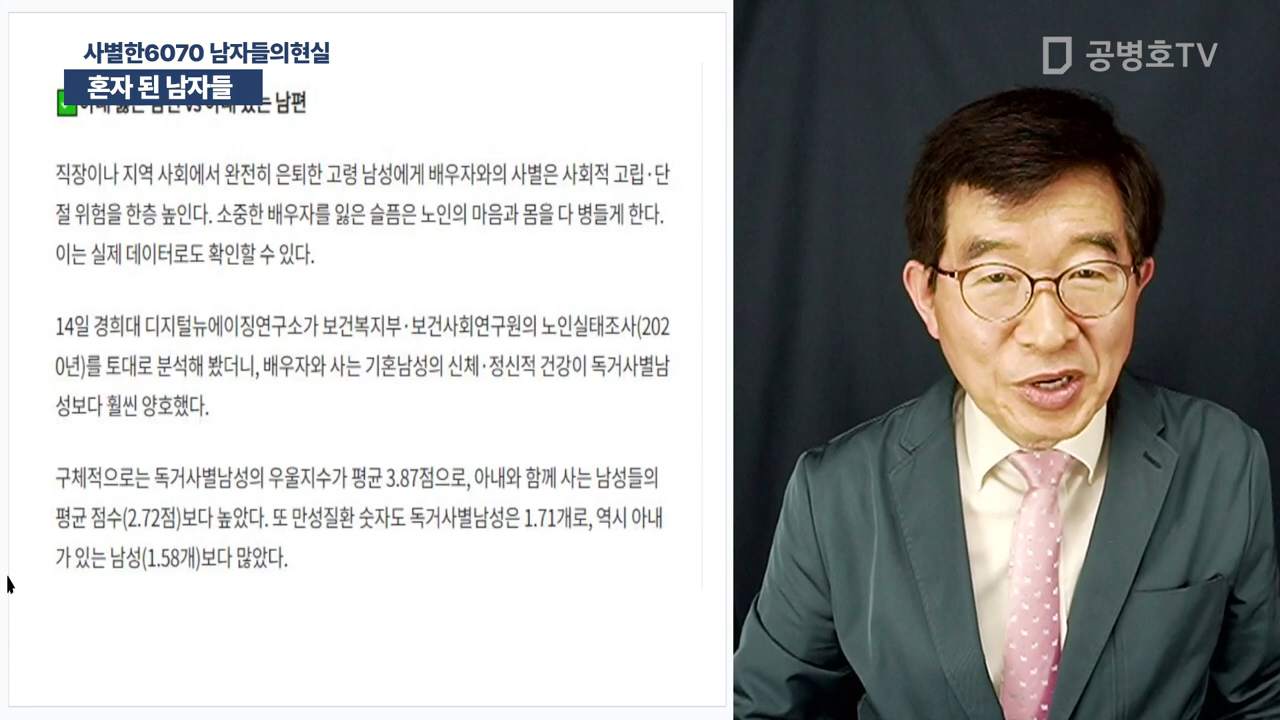 사별한6070 남자들의현실
혼자 된 남자들
남편
공병호TV
직장이나 지역 사회에서 완전히 은퇴한 고령 남성에게 배우자와의 사별은 사회적 고립·단
절 위험을 한층 높인다. 소중한 배우자를 잃은 슬픔은 노인의 마음과 몸을 다 병들게 한다.
이는 실제 데이터로도 확인할 수 있다.
14일 경희대 디지털뉴에이징연구소가 보건복지부·보건사회연구원의 노인실태조사(202
0년)를 토대로 분석해 봤더니, 배우자와 사는 기혼남성의 신체·정신적 건강이 독거사별남
성보다 훨씬 양호했다.
구체적으로는 독거사별남성의 우울지수가 평균 3.87점으로, 아내와 함께 사는 남성들의
평균 점수(2.72점)보다 높았다. 또 만성질환 숫자도 독거사별남성은 1.71개로, 역시 아내
가 있는 남성(1.58개)보다 많았다.